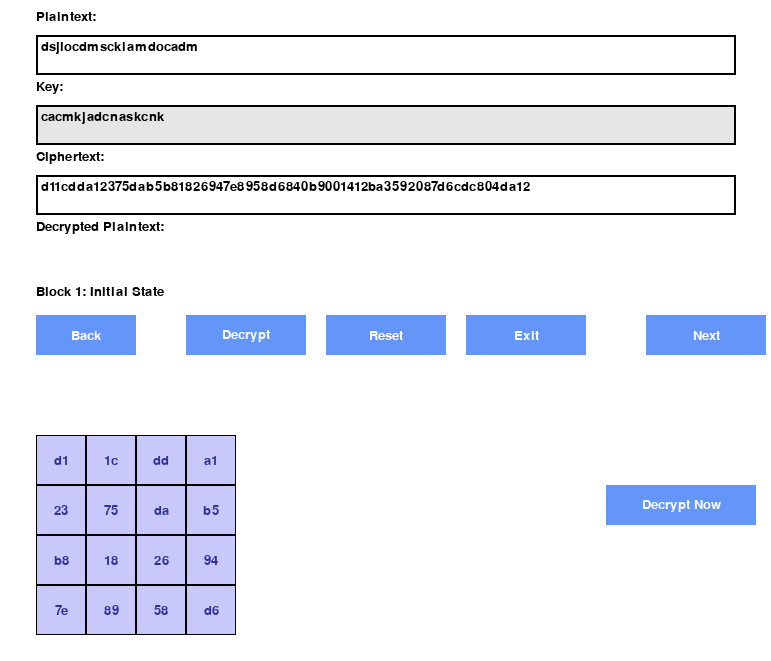 Plaintext:
dsjlocdmscklamdocadm
Key:
cacmkjadcnaskcnk
Ciphertext:
d11cdda12375dab5b81826947e8958d6840b9001412ba3592087d6cdc804da12
Decrypted Plaintext:
Block 1: Initial State
Back Decrypt Reset Exit Next
d1 1c dd a1
23 75 da b5
Decrypt Now
b8 18 26 94
7e 89 58 d6